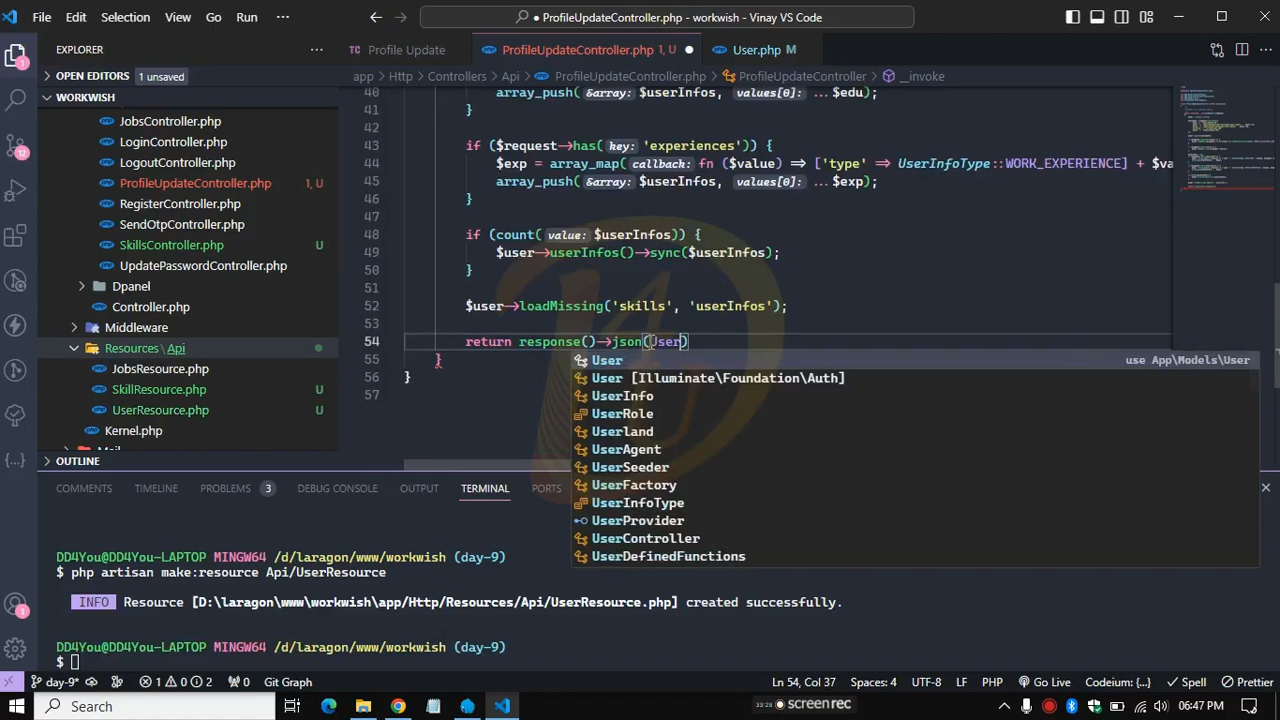 File Edit Selection View Go Run ···
ProfileUpdateController.php - workwish - Vinay VS Code
EXPLORER
Profile Update
ProfileUpdateController.php 1, U
User.php M
OPEN EDITORS 1 unsaved
app > Http > Controllers > Api > ProfileUpdateController.php > ProfileUpdateController > __invoke
WORKWISH
JobsController.php
LoginController.php
LogoutController.php
ProfileUpdateController.php 1, U
RegisterController.php
SendOtpController.php
SkillsController.php U
UpdatePasswordController.php
Dpanel
Controller.php
Middleware
Resources\Api
JobsResource.php
SkillResource.php U
UserResource.php U
Kernel.php
OUTLINE
40 array_push(&array: $userInfos, values[0]: ...$edu);
41 }
42
43 if ($request->has(key: 'experiences')) {
44 $exp = array_map(callback: fn ($value) => ['type' => UserInfoType::WORK_EXPERIENCE] + $va
45 array_push(&array: $userInfos, values[0]: ...$exp);
46 }
47
48 if (count(value: $userInfos)) {
49 $user->userInfos()->sync($userInfos);
50 }
51
52 $user->loadMissing('skills', 'userInfos');
53
54 return response()->json(User)
55 }
56 }
57
User use App\Models\User
User [Illuminate\Foundation\Auth]
UserInfo
UserRole
Userland
UserAgent
UserSeeder
UserFactory
UserInfoType
UserProvider
UserController
UserDefinedFunctions
COMMENTS TIMELINE PROBLEMS 3 DEBUG CONSOLE OUTPUT TERMINAL PORTS
DD4You@DD4You-LAPTOP MINGW64 /d/laragon/www/workwish (day-9)
$ php artisan make:resource Api/UserResource
INFO Resource [D:\laragon\www\workwish\app/Http/Resources/Api/UserResource.php] created successfully.
DD4You@DD4You-LAPTOP MINGW64 /d/laragon/www/workwish (day-9)
$
day-9* 1 0 2 0 Git Graph
Ln 54, Col 37 Spaces: 4 UTF-8 LF PHP Go Live Spell Prettier
Search
33:28 screenrec
06:47 PM